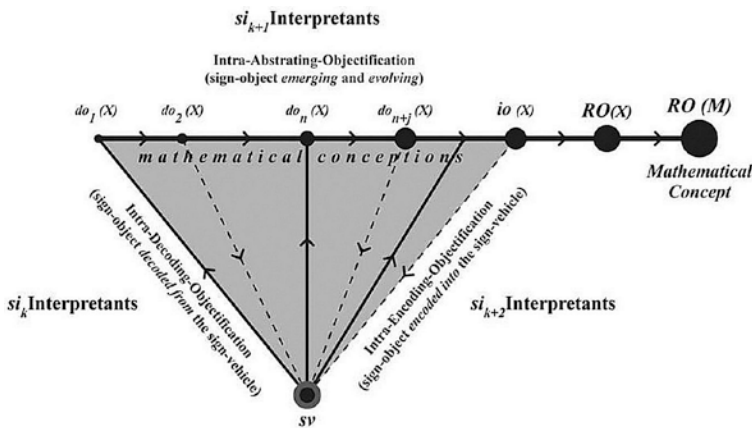 si_{k+1}Interpretants
Intra-Abstrating-Objectification
(sign-object emerging and evolving)
do_1 (X) do_2 (X) do_n (X) do_{n+j} (X) io (X) RO(X) RO (M)
mathematical conceptions
Mathematical
Concept
Intra-Decoding-Objectification
(sign-object decoded from the sign-vehicle)
Intra-Encoding-Objectification
(sign-object encoded into the sign-vehicle)
si_k Interpretants
si_{k+2}Interpretants
sv